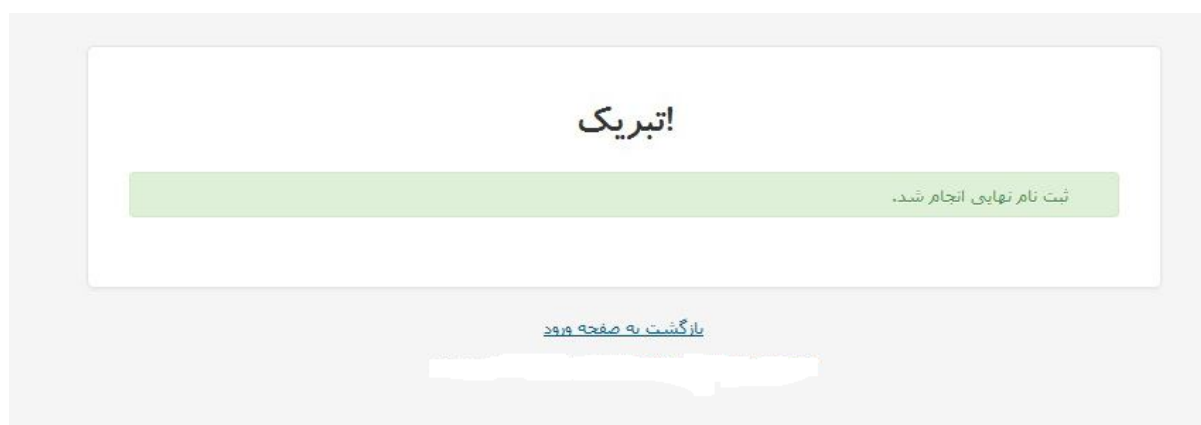 تبریک!
ثبت نام نهایی انجام شد.
بازگشت به صفحه ورود